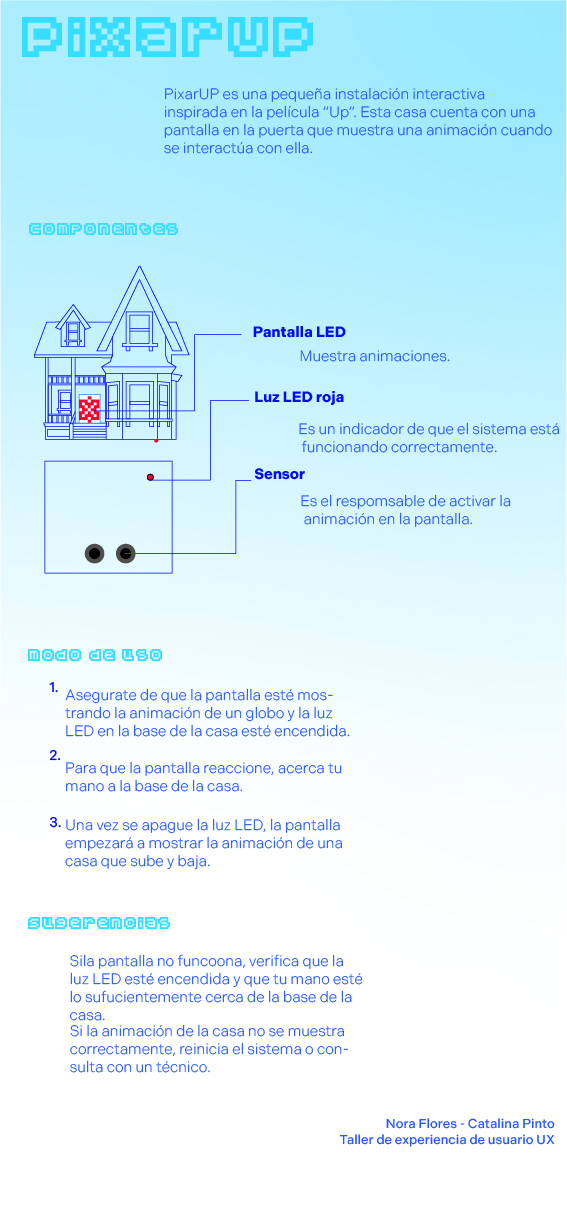 pixarup
PixarUP es una pequeña instalación interactiva
inspirada en la película “Up”. Esta casa cuenta con una
pantalla en la puerta que muestra una animación cuando
se interactúa con ella.
componentes
Pantalla LED
Muestra animaciones.
Luz LED roja
Es un indicador de que el sistema está
funcionando correctamente.
Sensor
Es el respomsable de activar la
animación en la pantalla.
modo de uso
1. Asegurate de que la pantalla esté mos-
trando la animación de un globo y la luz
LED en la base de la casa esté encendida.
2. Para que la pantalla reaccione, acerca tu
mano a la base de la casa.
3. Una vez se apague la luz LED, la pantalla
empezará a mostrar la animación de una
casa que sube y baja.
sugerencias
Sila pantalla no funcoona, verifica que la
luz LED esté encendida y que tu mano esté
lo sufucientemente cerca de la base de la
casa.
Si la animación de la casa no se muestra
correctamente, reinicia el sistema o con-
sulta con un técnico.
Nora Flores - Catalina Pinto
Taller de experiencia de usuario UX